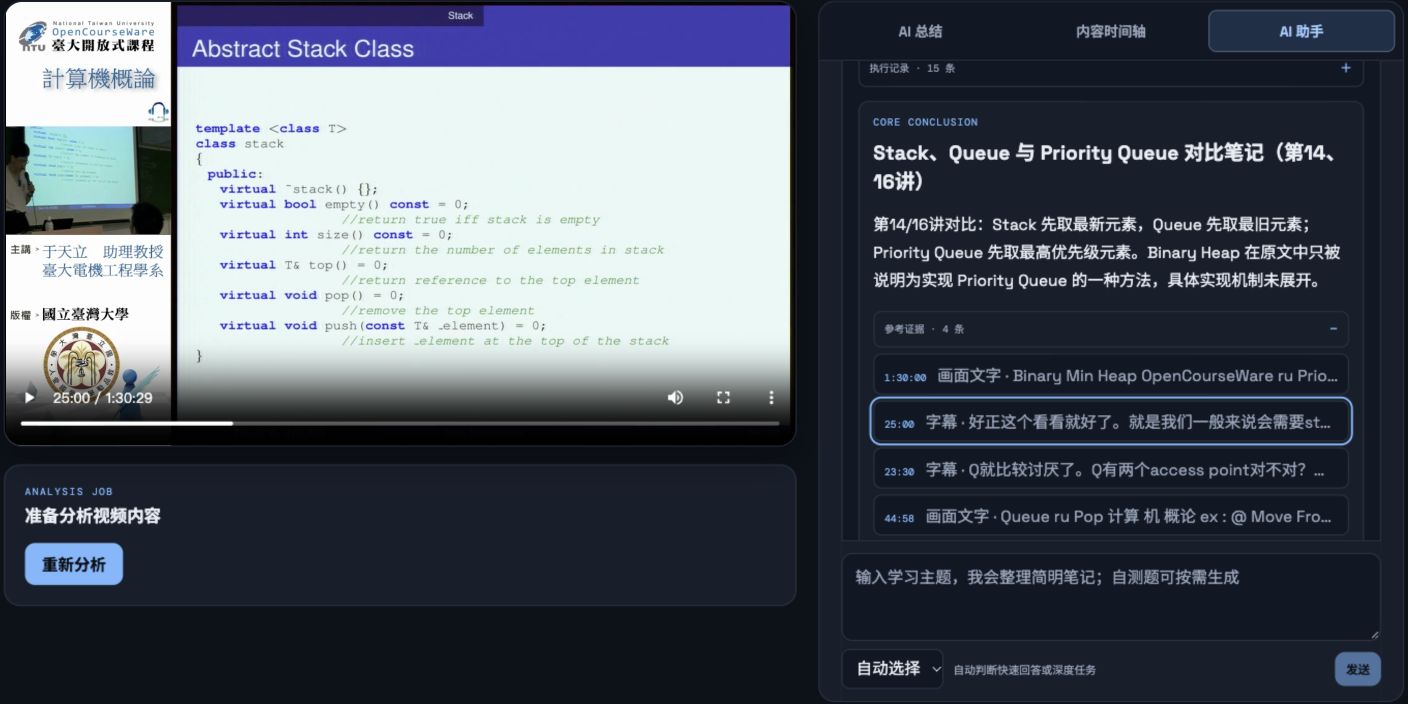 National Taiwan University
OpenCourseWare
NTU 臺大開放式課程
計算機概論
主講 > 于天立 助理教授
臺大電機工程學系
版權 > 國立臺灣大學
Stack
Abstract Stack Class
template <class T>
class stack
{
public:
virtual ~stack() {};
virtual bool empty() const = 0;
//return true iff stack is empty
virtual int size() const = 0;
//return the number of elements in stack
virtual T& top() = 0;
//return reference to the top element
virtual void pop() = 0;
//remove the top element
virtual void push(const T& _element) = 0;
//insert _element at the top of the stack
}
25:00 / 1:30:29
ANALYSIS JOB
准备分析视频内容
重新分析
AI 总结
内容时间轴
AI 助手
执行记录 · 15 条
+
CORE CONCLUSION
Stack、Queue 与 Priority Queue 对比笔记（第14、
16讲）
第14/16讲对比：Stack 先取最新元素，Queue 先取最旧元素；
Priority Queue 先取最高优先级元素。Binary Heap 在原文中只被
说明为实现 Priority Queue 的一种方法，具体实现机制未展开。
参考证据 · 4 条
−
1:30:00 画面文字 · Binary Min Heap OpenCourseWare ru Prio...
25:00 字幕 · 好正这个看看就好了。就是我们一般来说会需要st...
23:30 字幕 · Q就比较讨厌了。Q有两个access point对不对？...
44:58 画面文字 · Queue ru Pop 计算 机 概论 ex : @ Move Fro...
输入学习主题，我会整理简明笔记；自测题可按需生成
自动选择
自动判断快速回答或深度任务
发送